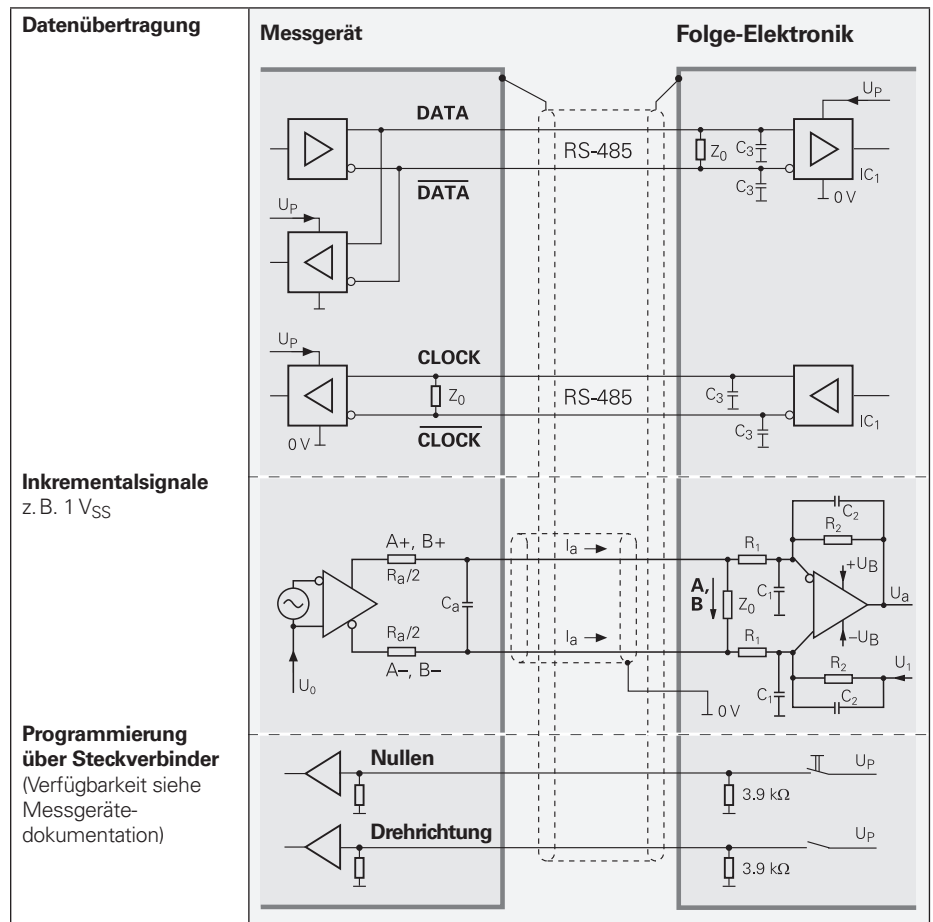 Datenübertragung
Messgerät
Folge-Elektronik
DATA
RS-485
DATA
Z0
C3
C3
UP
IC1
0 V
UP
UP
CLOCK
Z0
CLOCK
0 V
RS-485
C3
C3
IC1
Inkrementalsignale
z. B. 1 VSS
A+, B+
Ra/2
Ca
Ra/2
A–, B–
U0
Ia
Ia
0 V
A,
B
Z0
R1
C1
R1
C1
C2
R2
+UB
Ua
–UB
R2
C2
U1
Programmierung
über Steckverbinder
(Verfügbarkeit siehe
Messgeräte-
dokumentation)
Nullen
UP
3.9 kΩ
Drehrichtung
UP
3.9 kΩ